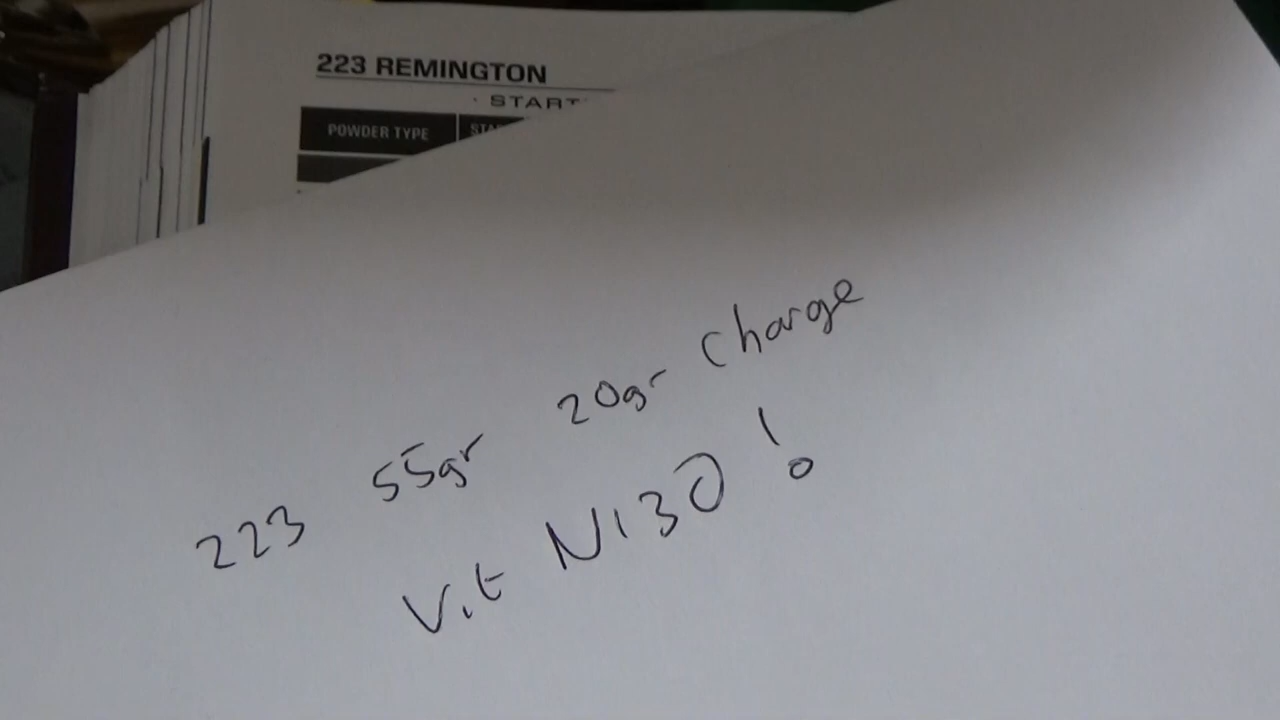 223 REMINGTON
START
POWDER TYPE
223 55gr 20gr charge
Vit N130!